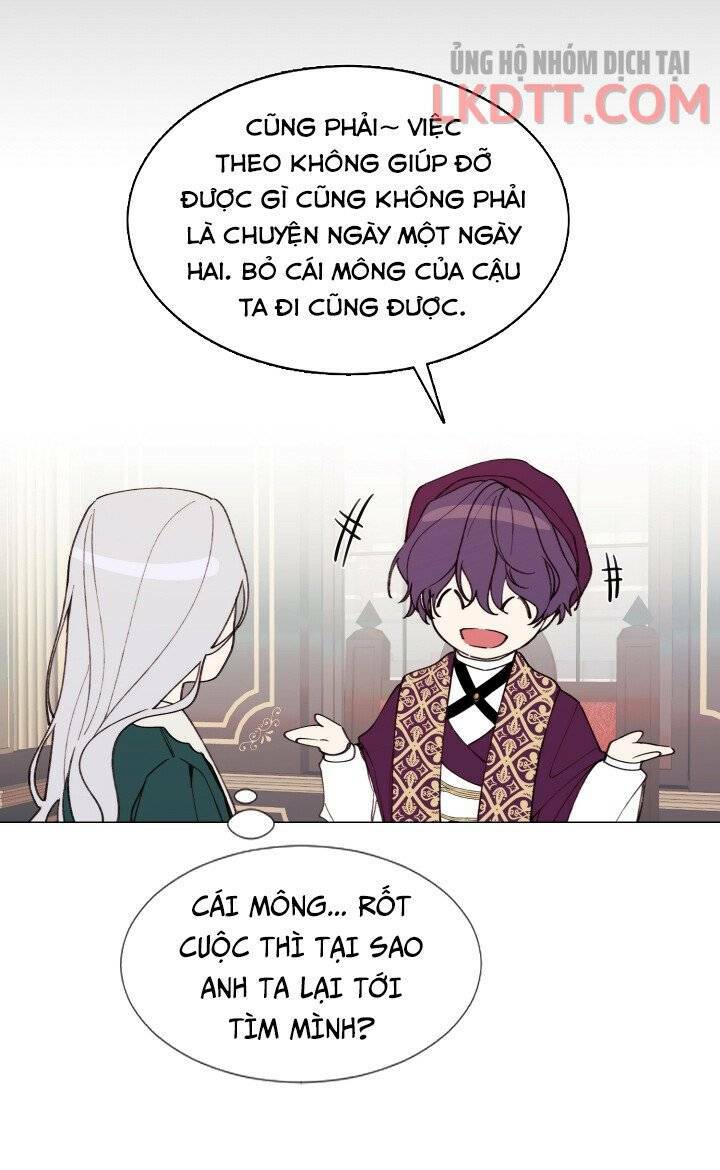 ỦNG HỘ NHÓM DỊCH TẠI
LKDTT.COM
CŨNG PHẢI~ VIỆC
THEO KHÔNG GIÚP ĐỠ
ĐƯỢC GÌ CŨNG KHÔNG PHẢI
LÀ CHUYỆN NGÀY MỘT NGÀY
HAI. BỎ CÁI MÔNG CỦA CẬU
TA ĐI CŨNG ĐƯỢC.
CÁI MÔNG... RỐT
CUỘC THÌ TẠI SAO
ANH TA LẠI TỚI
TÌM MÌNH?